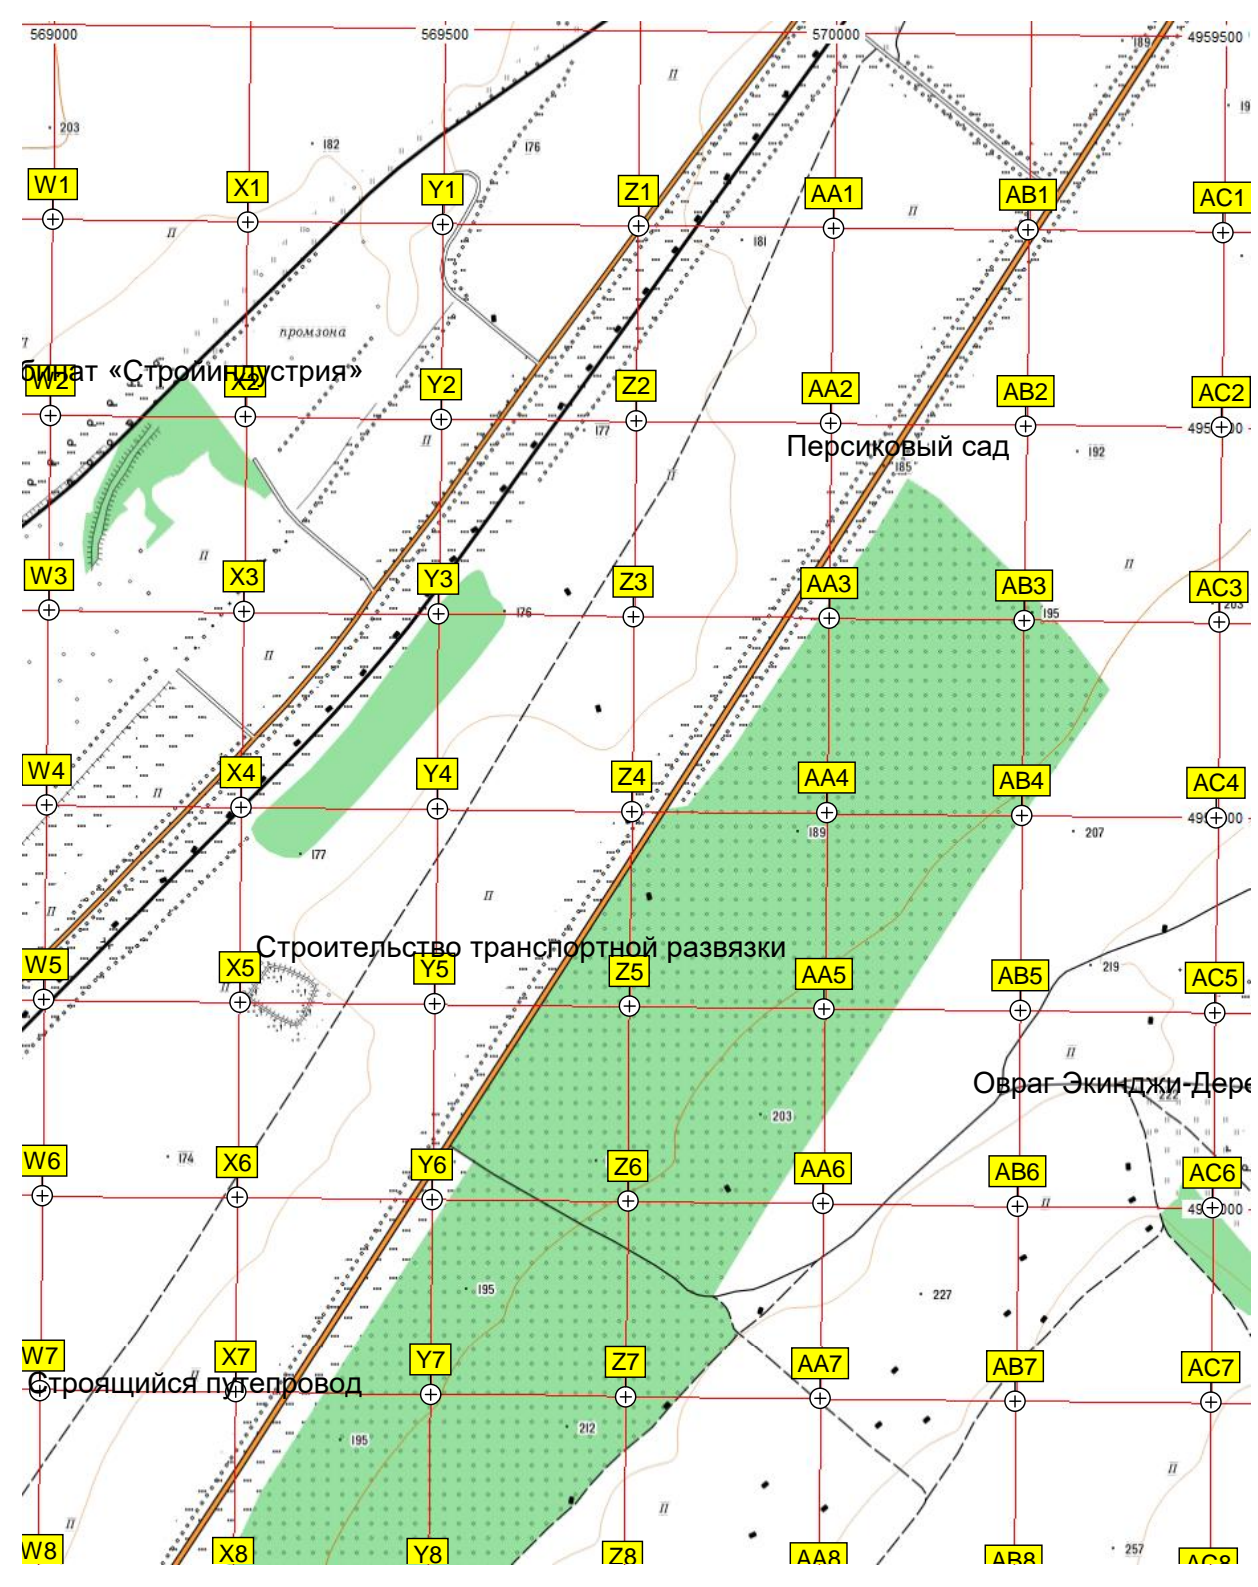 569000 569500 570000 4959500
189
203 182 176 П
W1 X1 Y1 Z1 AA1 AB1 AC1
П П 181
промзона
бинат «Стройиндустрия»
W2 X2 Y2 Z2 AA2 AB2 AC2
П 177
Персиковый сад
185 192
П П П
W3 X3 Y3 Z3 AA3 AB3 AC3
176 195 203
П
W4 X4 Y4 Z4 AA4 AB4 AC4
П
177 189 207
П П
Строительство транспортной развязки
W5 X5 Y5 Z5 AA5 AB5 AC5
219
П П
Овраг Экинджи-Дере
222
203
174
W6 X6 Y6 Z6 AA6 AB6 AC6
П
195 227
W7 X7 Y7 Z7 AA7 AB7 AC7
П
Строящийся путепровод
195 212
П П П
257
W8 X8 Y8 Z8 AA8 AB8 AC8